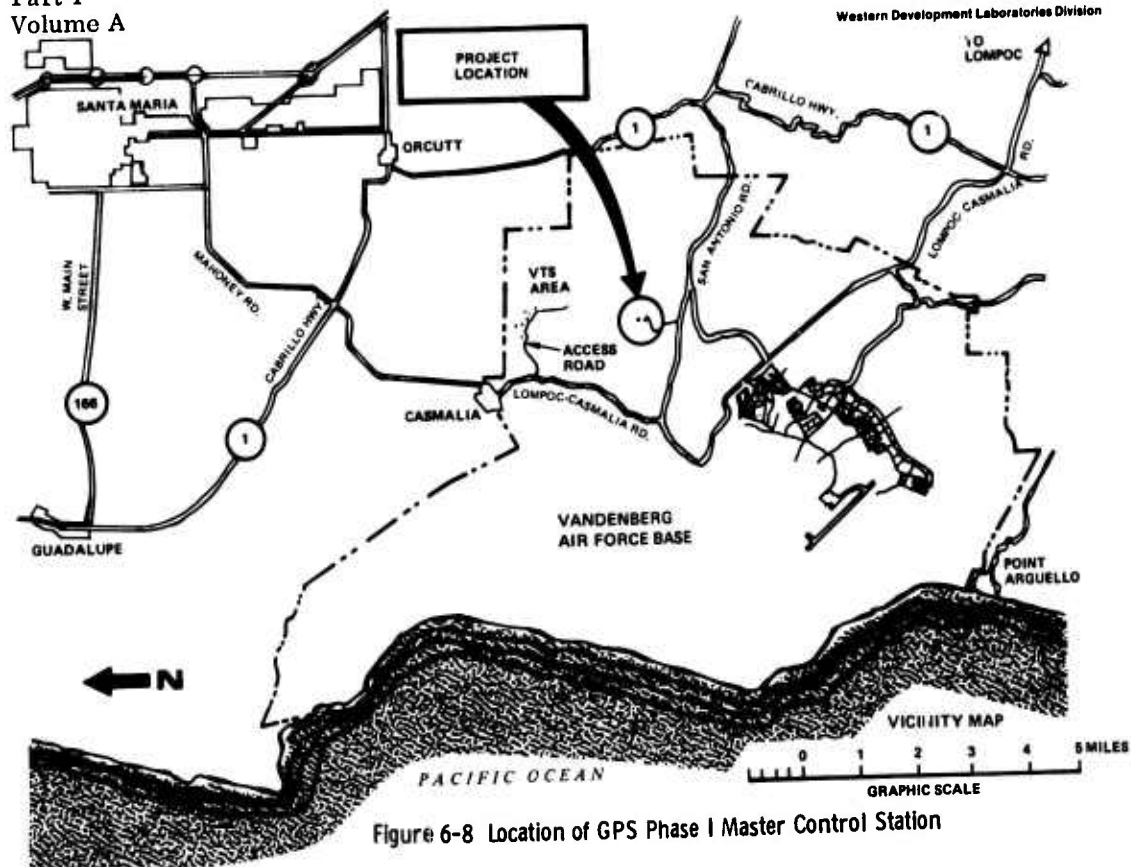 Volume A
Western Development Laboratories Division
PROJECT
LOCATION
TO
LOMPOC
SANTA MARIA
CABRILLO HWY.
1
1
ORCUTT
LOMPOC CASMALIA RD.
SAN ANTONIO RD.
W. MAIN
STREET
MAHONEY RD.
VTS
AREA
CABRILLO HWY.
ACCESS
ROAD
166
CASMALIA
LOMPOC-CASMALIA RD.
1
VANDENBERG
AIR FORCE BASE
GUADALUPE
POINT
ARGUELLO
N
VICINITY MAP
0 1 2 3 4 5 MILES
GRAPHIC SCALE
PACIFIC OCEAN
Figure 6-8 Location of GPS Phase I Master Control Station